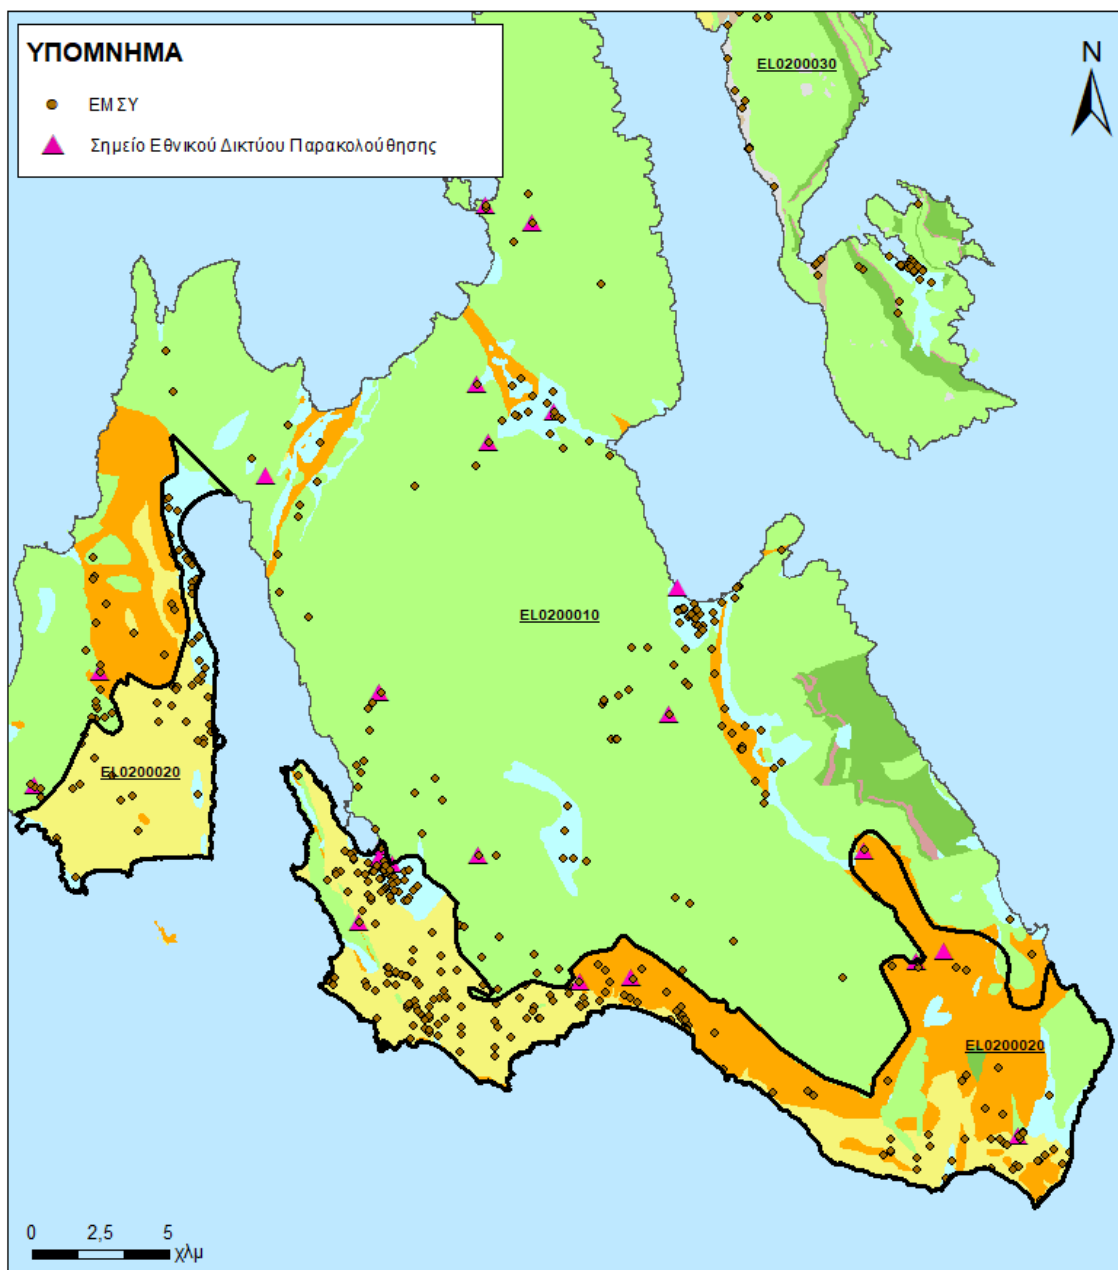 ΥΠΟΜΝΗΜΑ
ΕΜΣΥ
Σημείο Εθνικού Δικτύου Παρακολούθησης
EL0200030
N
EL0200010
EL0200020
EL0200020
0 2,5 5
χλμ